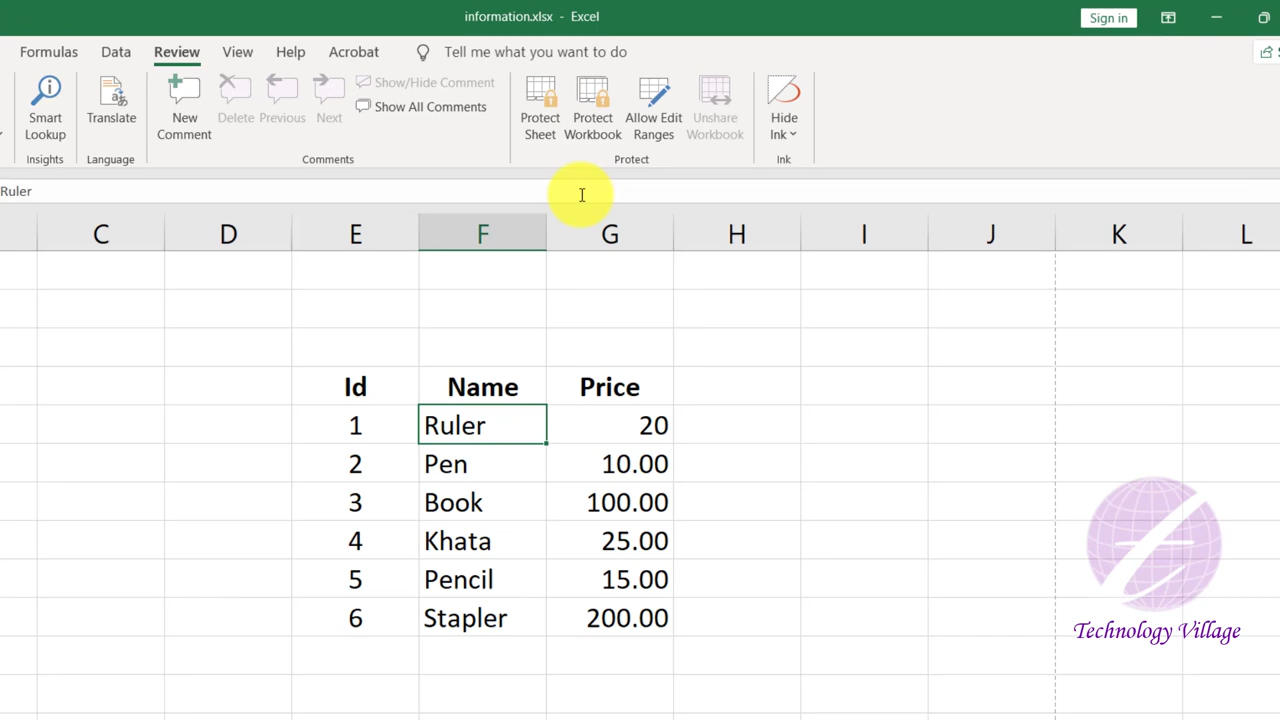 information.xlsx - Excel
Sign in
Formulas Data Review View Help Acrobat Tell me what you want to do
Smart Lookup
Translate
New Comment
Delete
Previous
Next
Show/Hide Comment
Show All Comments
Protect Sheet
Protect Workbook
Allow Edit Ranges
Unshare Workbook
Hide Ink
Insights Language Comments Protect Ink
Ruler
C D E F G H I J K L
Id Name Price
1 Ruler 20
2 Pen 10.00
3 Book 100.00
4 Khata 25.00
5 Pencil 15.00
6 Stapler 200.00
Technology Village